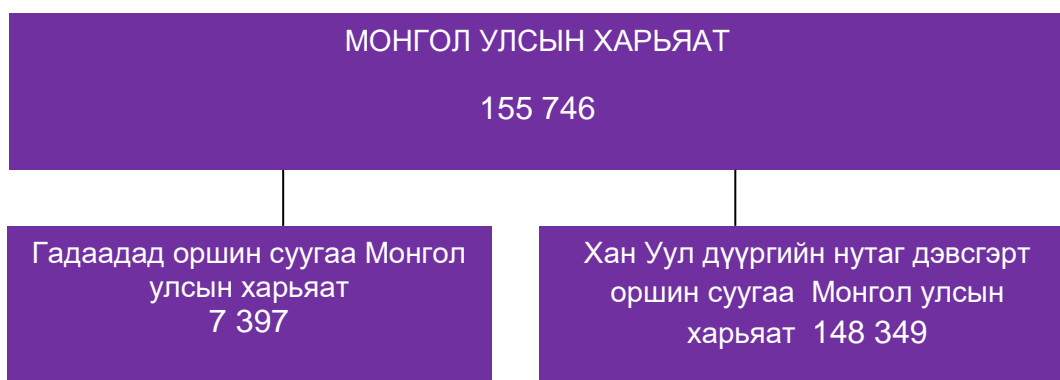 МОНГОЛ УЛСЫН ХАРЬЯАТ
155 746
Гадаадад оршин суугаа Монгол
улсын харьяат
7 397
Хан Уул дүүргийн нутаг дэвсгэрт
оршин суугаа Монгол улсын
харьяат 148 349